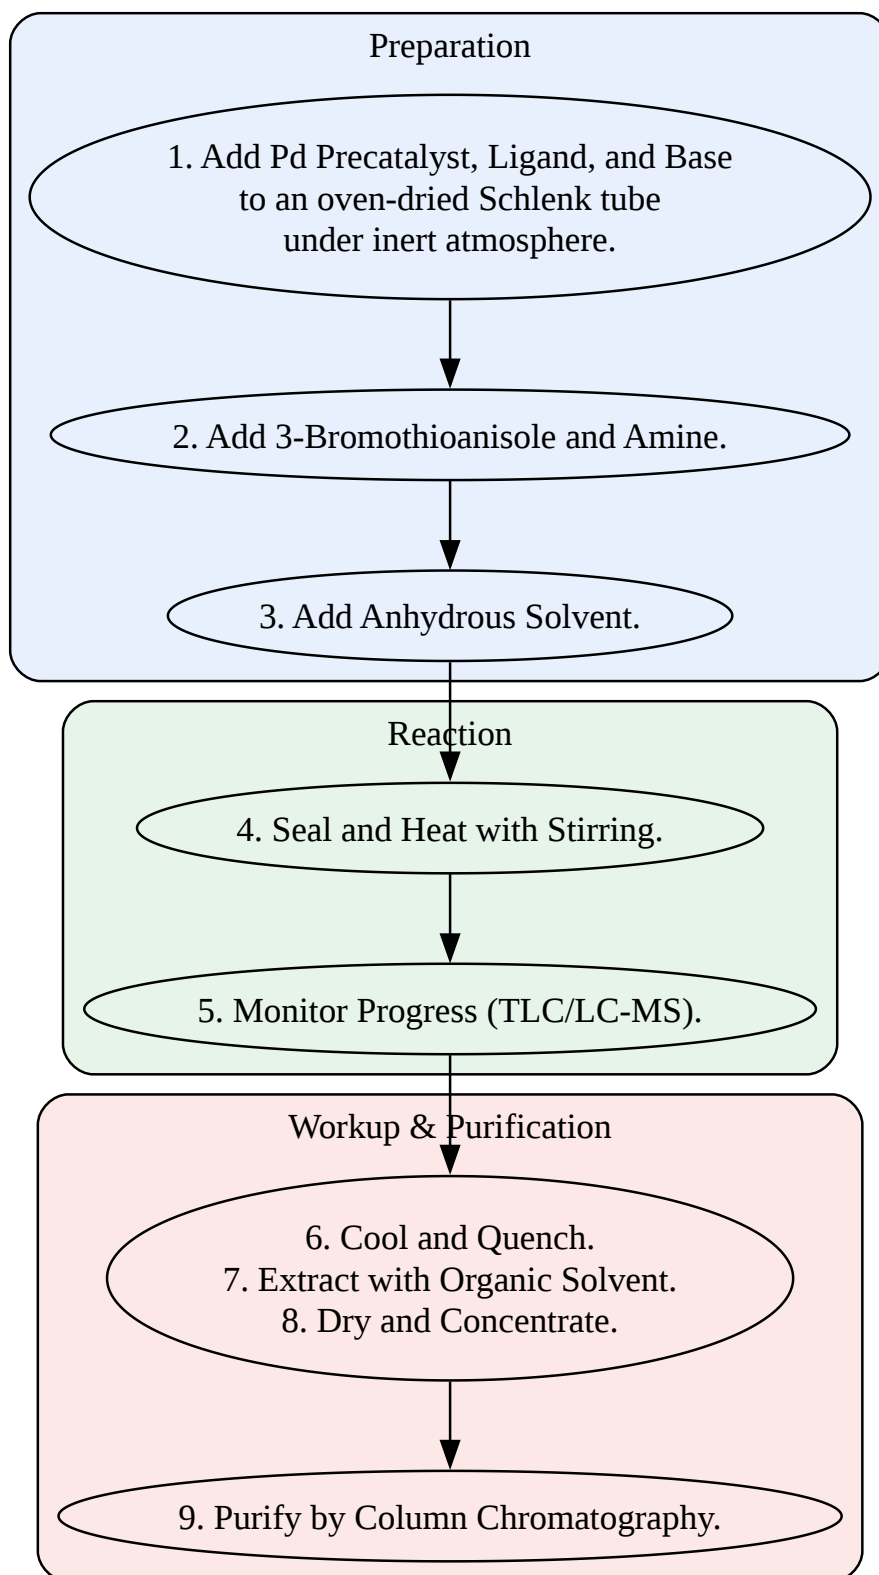 Preparation
1. Add Pd Precatalyst, Ligand, and Base
to an oven-dried Schlenk tube
under inert atmosphere.
2. Add 3-Bromothioanisole and Amine.
3. Add Anhydrous Solvent.
Reaction
4. Seal and Heat with Stirring.
5. Monitor Progress (TLC/LC-MS).
Workup & Purification
6. Cool and Quench.
7. Extract with Organic Solvent.
8. Dry and Concentrate.
9. Purify by Column Chromatography.